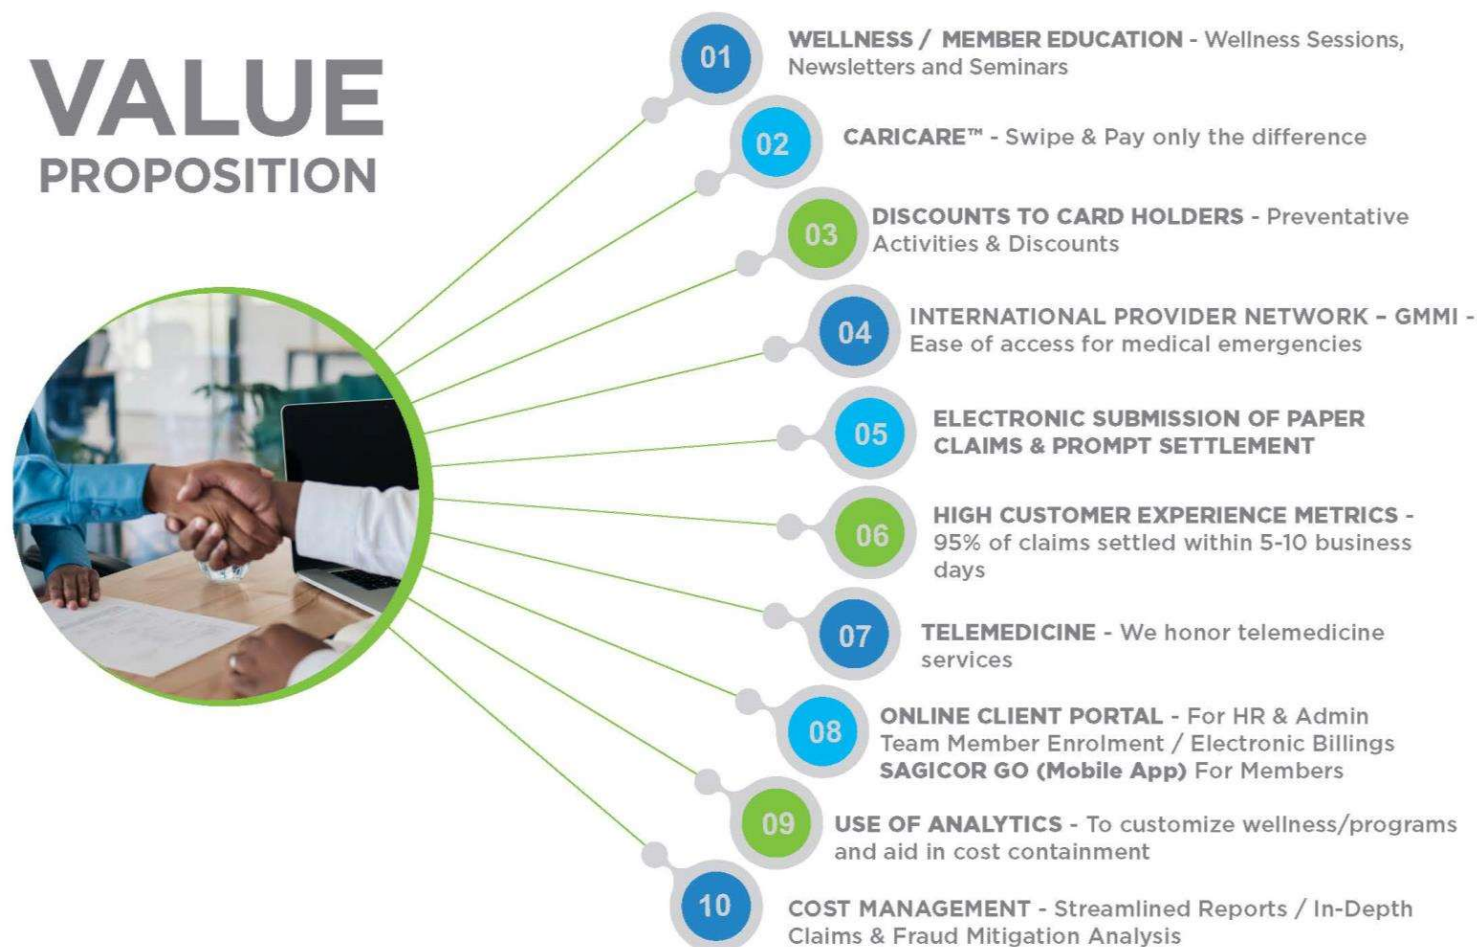 VALUE
PROPOSITION
01
WELLNESS / MEMBER EDUCATION - Wellness Sessions,
Newsletters and Seminars
02
CARICARE™ - Swipe & Pay only the difference
03
DISCOUNTS TO CARD HOLDERS - Preventative
Activities & Discounts
04
INTERNATIONAL PROVIDER NETWORK – GMMI -
Ease of access for medical emergencies
05
ELECTRONIC SUBMISSION OF PAPER
CLAIMS & PROMPT SETTLEMENT
06
HIGH CUSTOMER EXPERIENCE METRICS -
95% of claims settled within 5-10 business
days
07
TELEMEDICINE - We honor telemedicine
services
08
ONLINE CLIENT PORTAL - For HR & Admin
Team Member Enrolment / Electronic Billings
SAGICOR GO (Mobile App) For Members
09
USE OF ANALYTICS - To customize wellness/programs
and aid in cost containment
10
COST MANAGEMENT - Streamlined Reports / In-Depth
Claims & Fraud Mitigation Analysis